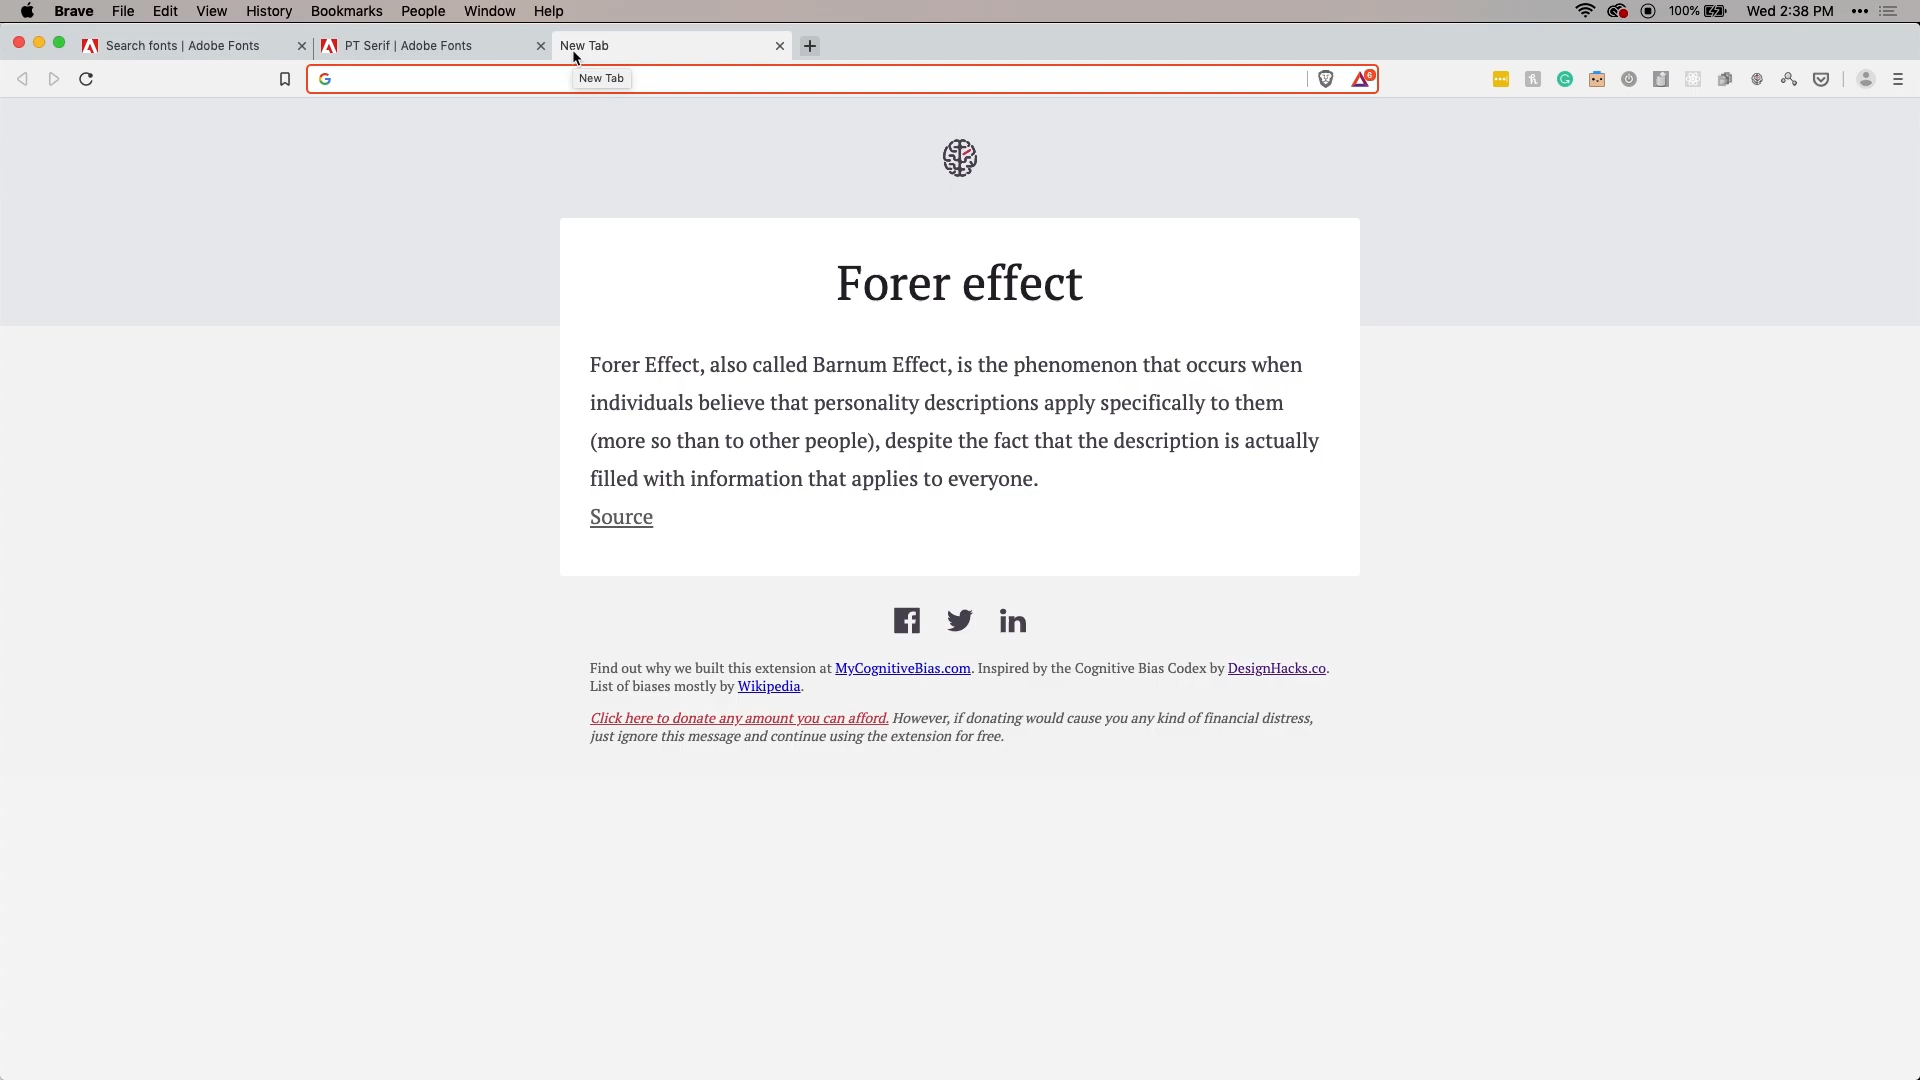 Brave File Edit View History Bookmarks People Window Help 100% Wed 2:38 PM
Search fonts | Adobe Fonts PT Serif | Adobe Fonts New Tab
New Tab
6
Forer effect
Forer Effect, also called Barnum Effect, is the phenomenon that occurs when
individuals believe that personality descriptions apply specifically to them
(more so than to other people), despite the fact that the description is actually
filled with information that applies to everyone.
Source
Find out why we built this extension at MyCognitiveBias.com. Inspired by the Cognitive Bias Codex by DesignHacks.co.
List of biases mostly by Wikipedia.
Click here to donate any amount you can afford. However, if donating would cause you any kind of financial distress,
just ignore this message and continue using the extension for free.